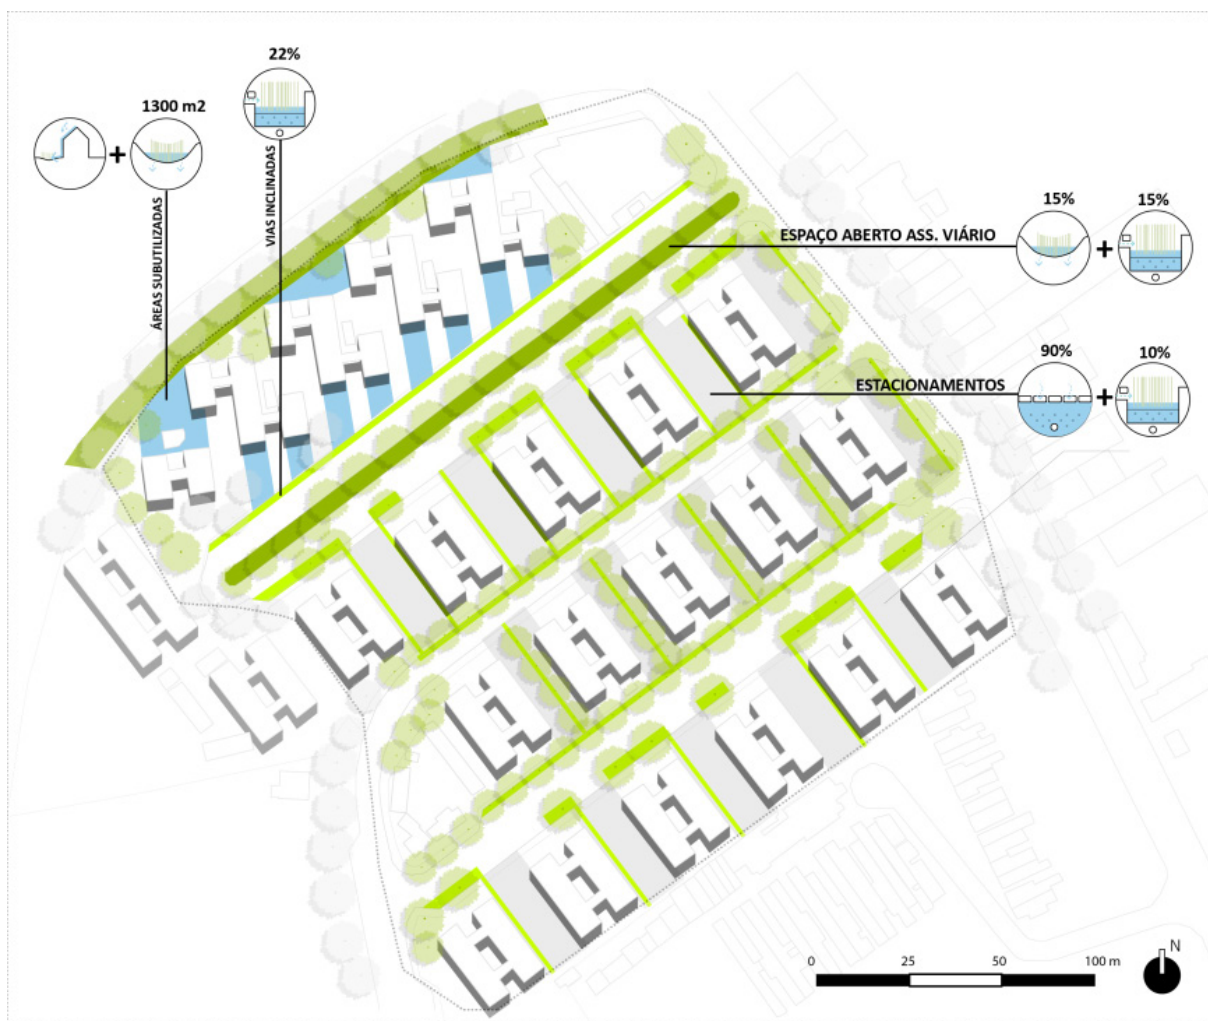 22%
1300 m2
+
VIAS INCLINADAS
ÁREAS SUBUTILIZADAS
15%
15%
ESPAÇO ABERTO ASS. VIÁRIO
+
90%
10%
ESTACIONAMENTOS
+
N
0
25
50
100 m